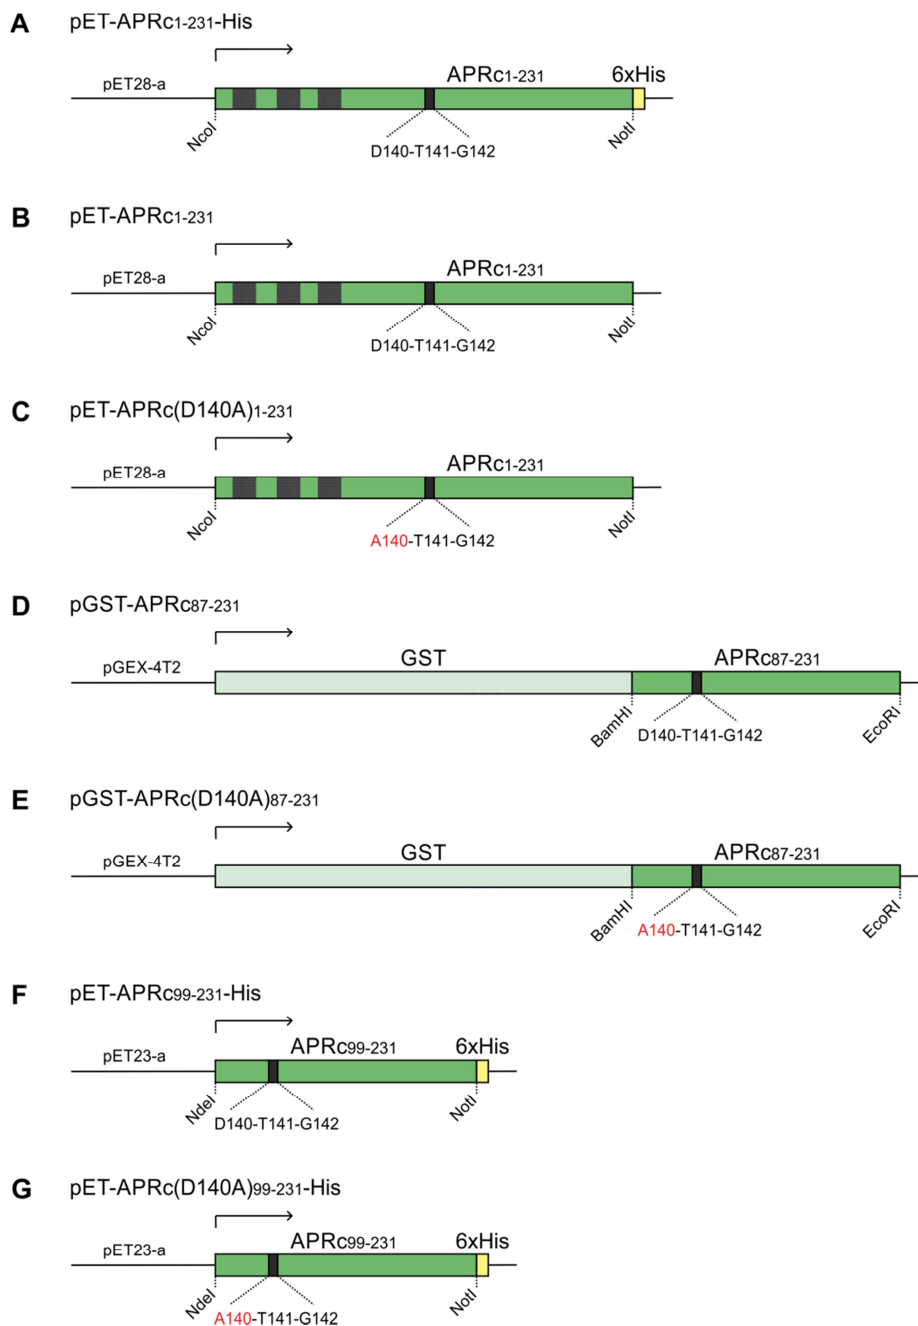 A pET-APRc1-231-His
pET28-a APRc1-231 6xHis
NcoI NotI
D140-T141-G142
B pET-APRc1-231
pET28-a APRc1-231
NcoI NotI
D140-T141-G142
C pET-APRc(D140A)1-231
pET28-a APRc1-231
NcoI NotI
A140-T141-G142
D pGST-APRc87-231
pGEX-4T2 GST APRc87-231
BamHI EcoRI
D140-T141-G142
E pGST-APRc(D140A)87-231
pGEX-4T2 GST APRc87-231
BamHI EcoRI
A140-T141-G142
F pET-APRc99-231-His
pET23-a APRc99-231 6xHis
NdeI NotI
D140-T141-G142
G pET-APRc(D140A)99-231-His
pET23-a APRc99-231 6xHis
NdeI NotI
A140-T141-G142